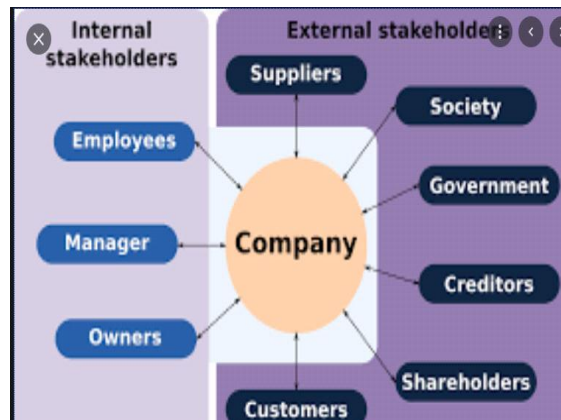 Internal
stakeholders
External stakeholders
Suppliers
Society
Employees
Government
Manager
Company
Creditors
Owners
Shareholders
Customers